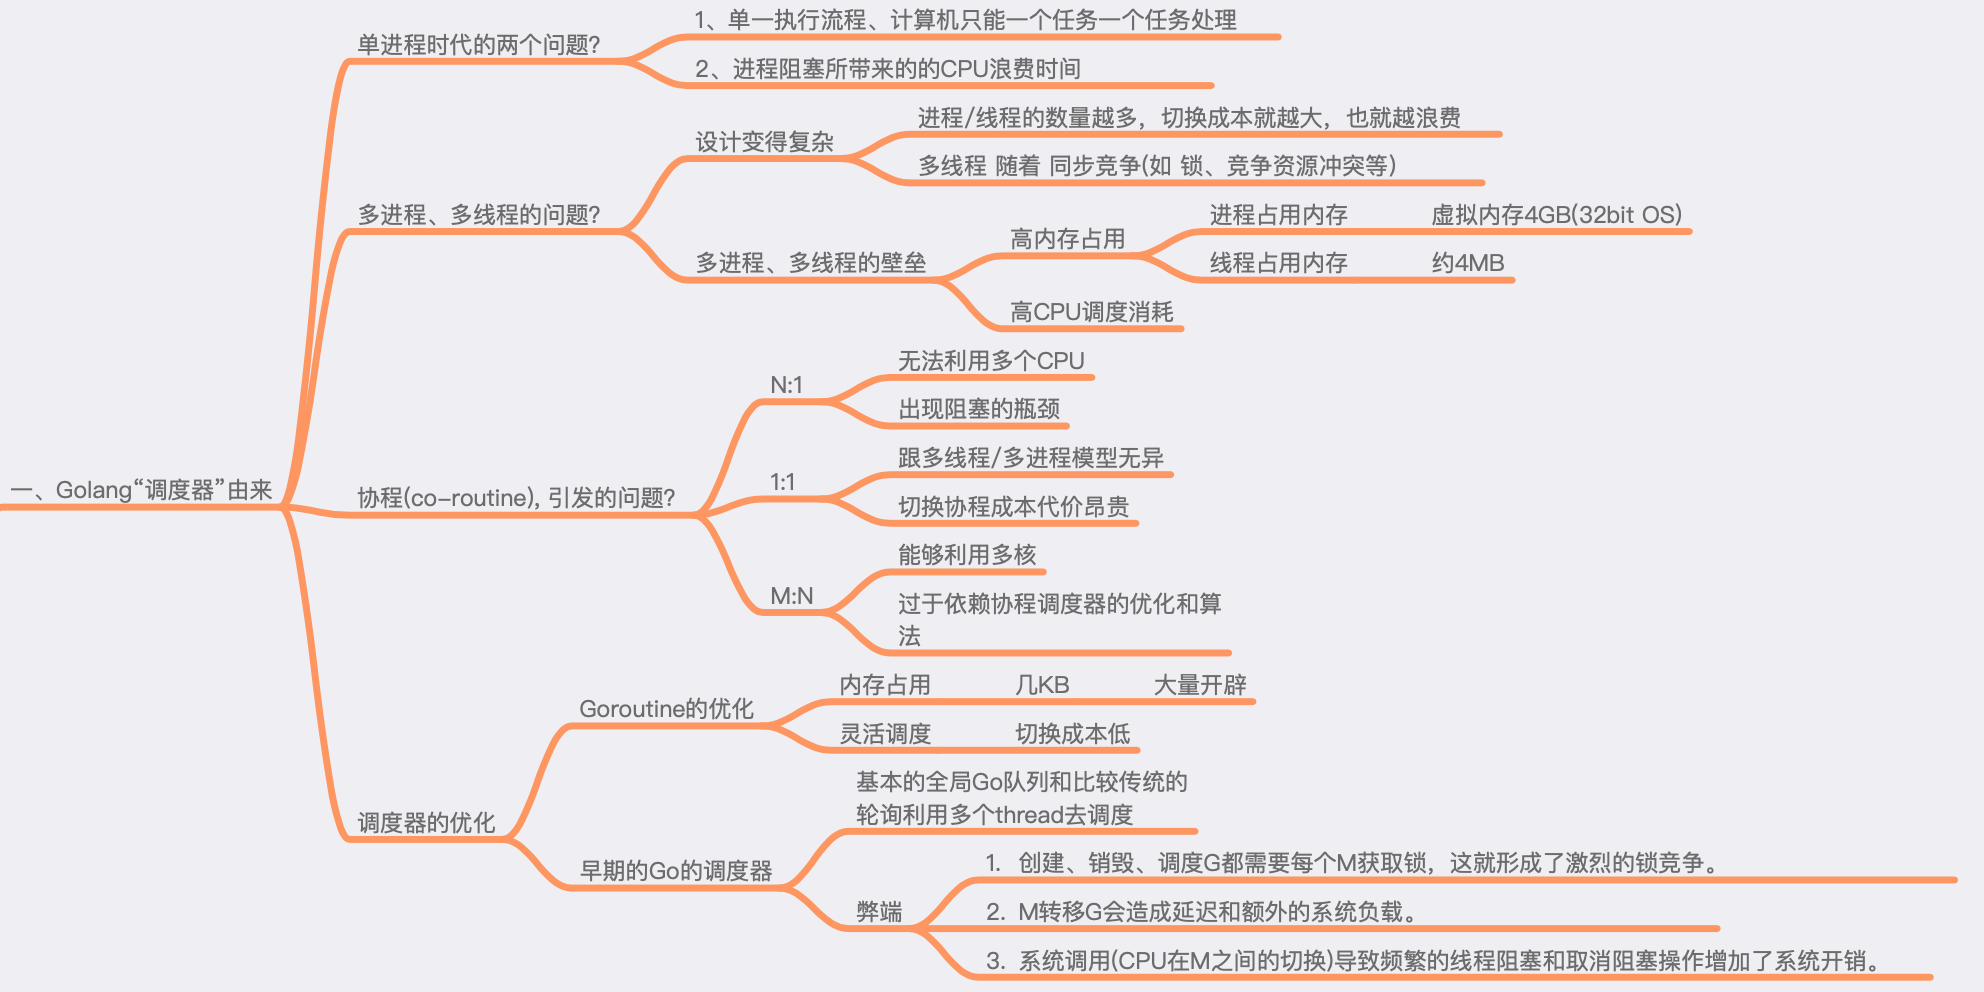 1、单一执行流程、计算机只能一个任务一个任务处理
单进程时代的两个问题?
2、进程阻塞所带来的的CPU浪费时间
进程/线程的数量越多，切换成本就越大，也就越浪费
设计变得复杂
多线程 随着 同步竞争(如 锁、竞争资源冲突等)
多进程、多线程的问题?
进程占用内存 虚拟内存4GB(32bit OS)
高内存占用
多进程、多线程的壁垒
线程占用内存 约4MB
高CPU调度消耗
无法利用多个CPU
N:1
出现阻塞的瓶颈
跟多线程/多进程模型无异
1:1
一、Golang“调度器”由来
协程(co-routine), 引发的问题?
切换协程成本代价昂贵
能够利用多核
M:N
过于依赖协程调度器的优化和算
法
内存占用 几KB 大量开辟
Goroutine的优化
灵活调度 切换成本低
基本的全局Go队列和比较传统的
轮询利用多个thread去调度
调度器的优化
早期的Go的调度器
1. 创建、销毁、调度G都需要每个M获取锁，这就形成了激烈的锁竞争。
弊端
2. M转移G会造成延迟和额外的系统负载。
3. 系统调用(CPU在M之间的切换)导致频繁的线程阻塞和取消阻塞操作增加了系统开销。